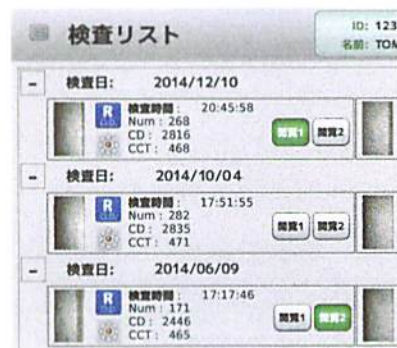 検査リスト
ID: 123
名前: TOM
検査日: 2014/12/10
R
検査時間: 20:45:58
Num: 268
CD: 2816
CCT: 468
閲覧1 閲覧2
検査日: 2014/10/04
R
検査時間: 17:51:55
Num: 282
CD: 2835
CCT: 471
閲覧1 閲覧2
検査日: 2014/06/09
R
検査時間: 17:17:46
Num: 171
CD: 2446
CCT: 465
閲覧1 閲覧2